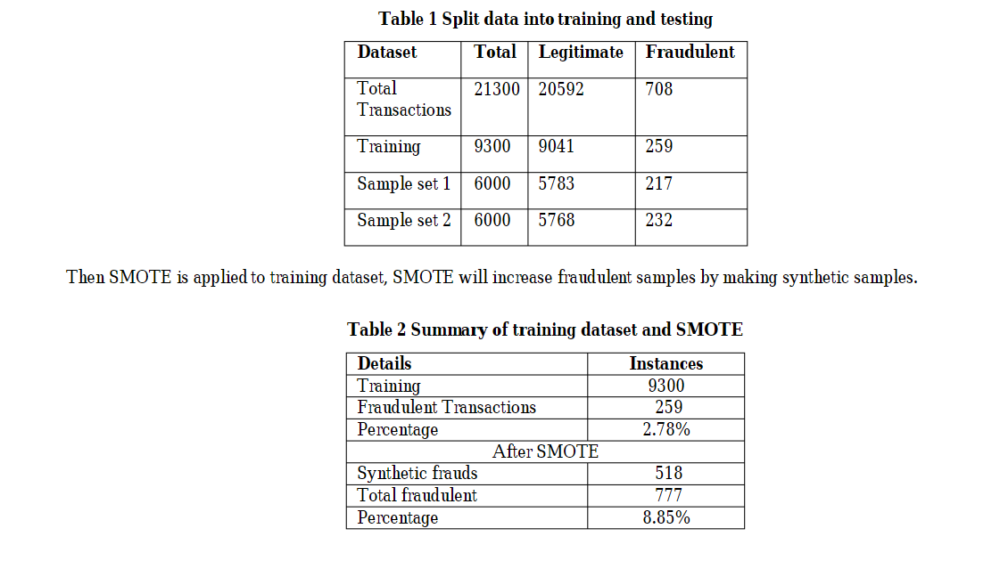 Table 1 Split data into training and testing
Dataset Total Legitimate Fraudulent
Total 21300 20592 708
Transactions
Training 9300 9041 259
Sample set 1 6000 5783 217
Sample set 2 6000 5768 232
Then SMOTE is applied to training dataset, SMOTE will increase fraudulent samples by making synthetic samples.
Table 2 Summary of training dataset and SMOTE
Details Instances
Training 9300
Fraudulent Transactions 259
Percentage 2.78%
After SMOTE
Synthetic frauds 518
Total fraudulent 777
Percentage 8.85%